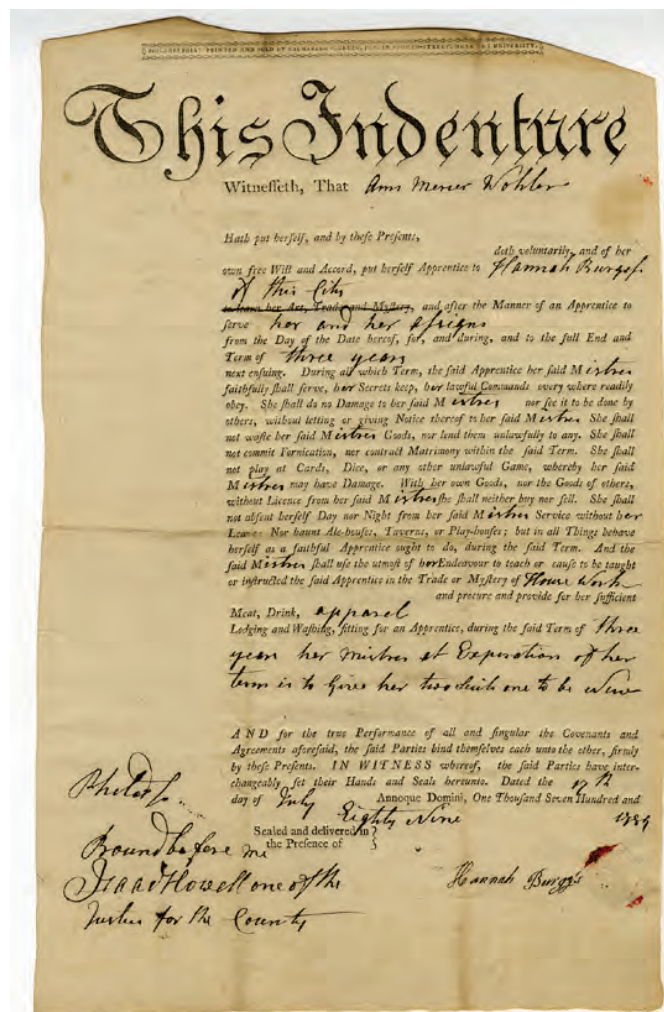 This Indenture
Witnesseth, That Ann Mercer Wohler
Hath put herself, and by these Presents,
doth voluntarily, and of her
own free Will and Accord, put herself Apprentice to Hannah Burgess
of this City
to learn her Art, Trade and Mystery, and after the Manner of an Apprentice to
serve her and her assigns
from the Day of the Date hereof, for, and during, and to the full End and
Term of three years
next ensuing. During all which Term, the said Apprentice her said Mistres
faithfully shall serve, her Secrets keep, her lawful Commands every where readily
obey. She shall do no Damage to her said Mistres nor see it to be done by
others, without letting or giving Notice thereof to her said Mistres She shall
not waste her said Mistres Goods, nor lend them unlawfully to any. She shall
not commit Fornication, nor contract Matrimony within the said Term. She shall
not play at Cards, Dice, or any other unlawful Game, whereby her said
Mistres may have Damage. With her own Goods, nor the Goods of others,
without Licence from her said Mistres she shall neither buy nor sell. She shall
not absent herself Day nor Night from her said Mistres Service without her
Leave: Nor haunt Ale-houses, Taverns, or Play-houses; but in all Things behave
herself as a faithful Apprentice ought to do, during the said Term. And the
said Mistres shall use the utmost of her Endeavour to teach or cause to be taught
or instructed the said Apprentice in the Trade or Mystery of House Work
and procure and provide for her sufficient
Meat, Drink, apparel
Lodging and Washing, fitting for an Apprentice, during the said Term of three
years her Mistres at Experation of her
term is to Give her two suits one to be New
AND for the true Performance of all and singular the Covenants and
Agreements aforesaid, the said Parties bind themselves each unto the other, firmly
by these Presents. IN WITNESS whereof, the said Parties have inter-
changeably set their Hands and Seals hereunto. Dated the 17th
day of July Annoque Domini, One Thousand Seven Hundred and
Eighty Nine 1789
Sealed and delivered in
the Presence of
Bound before me
Isaac Howell one of the
Justices for the County
Hannah Burges